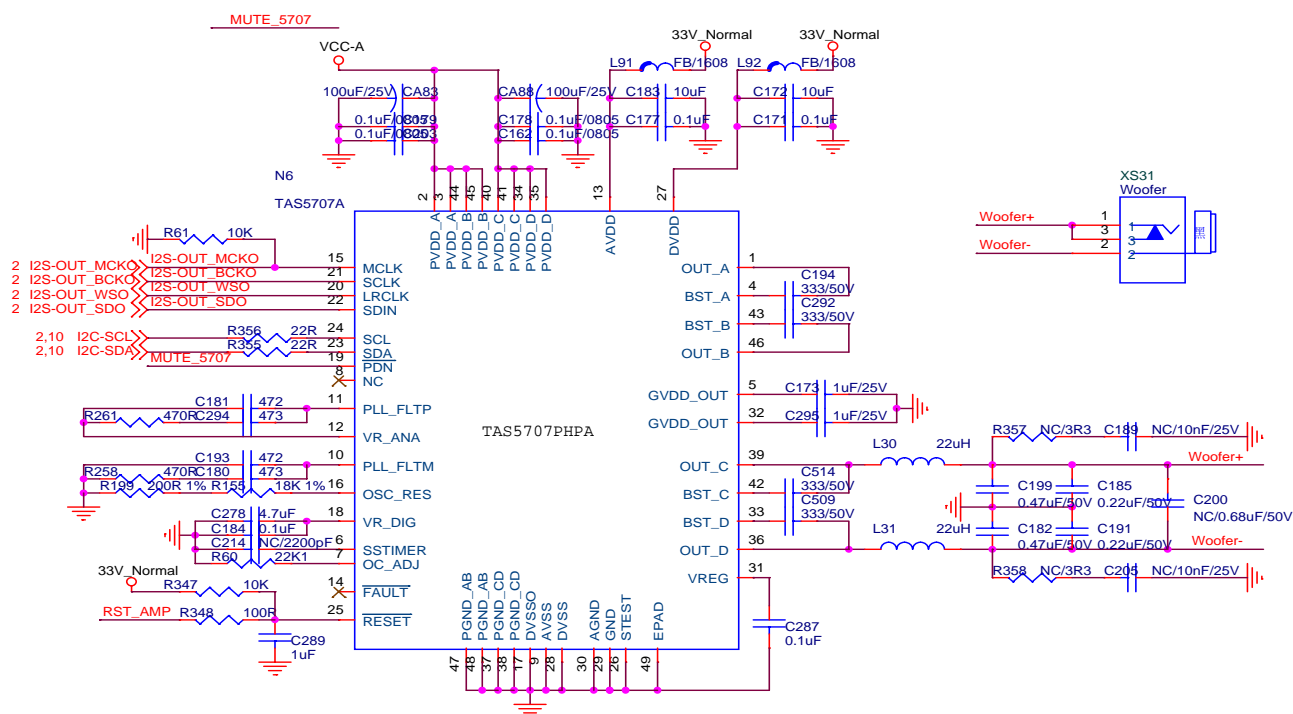 MUTE_5707
VCC-A
33V_Normal
33V_Normal
L91
FB/1608
L92
FB/1608
100uF/25V
CA83
CA88
100uF/25V
C183
10uF
C172
10uF
0.1uF/0805
C178
0.1uF/0805
C177
0.1uF
C171
0.1uF
0.1uF/0805
C162
0.1uF/0805
N6
TAS5707A
2
3
44
45
40
41
34
35
13
27
PVDD_A
PVDD_A
PVDD_B
PVDD_B
PVDD_C
PVDD_C
PVDD_D
PVDD_D
AVDD
DVDD
XS31
Woofer
Woofer+
1
3
2
1
3
2
黑
Woofer-
R61
10K
2 I2S-OUT_MCKO
I2S-OUT_MCKO
15
MCLK
2 I2S-OUT_BCKO
I2S-OUT_BCKO
21
SCLK
2 I2S-OUT_WSO
I2S-OUT_WSO
20
LRCLK
2 I2S-OUT_SDO
I2S-OUT_SDO
22
SDIN
2,10 I2C-SCL
R356
22R
24
SCL
2,10 I2C-SDA
R355
22R
23
SDA
MUTE_5707
19
PDN
8
NC
C181
472
11
PLL_FLTP
R261
470R
C294
473
12
VR_ANA
C193
472
10
PLL_FLTM
R258
470R
C180
473
R199
200R 1%
R155
18K 1%
16
OSC_RES
C278
4.7uF
18
VR_DIG
C184
0.1uF
C214
NC/2200pF
6
SSTIMER
R60
22K1
7
OC_ADJ
33V_Normal
R347
10K
14
FAULT
RST_AMP
R348
100R
25
RESET
C289
1uF
TAS5707PHPA
OUT_A
1
BST_A
4
C194
333/50V
C292
333/50V
BST_B
43
OUT_B
46
GVDD_OUT
5
C173
1uF/25V
GVDD_OUT
32
C295
1uF/25V
OUT_C
39
L30
22uH
BST_C
42
C514
333/50V
C509
333/50V
BST_D
33
OUT_D
36
L31
22uH
VREG
31
C287
0.1uF
R357
NC/3R3
C189
NC/10nF/25V
Woofer+
C199
0.47uF/50V
C185
0.22uF/50V
C200
NC/0.68uF/50V
C182
0.47uF/50V
C191
0.22uF/50V
Woofer-
R358
NC/3R3
C205
NC/10nF/25V
PGND_AB
PGND_AB
PGND_CD
PGND_CD
DVSSO
AVSS
DVSS
AGND
GND
STEST
EPAD
47
48
37
38
17
9
28
30
29
26
49